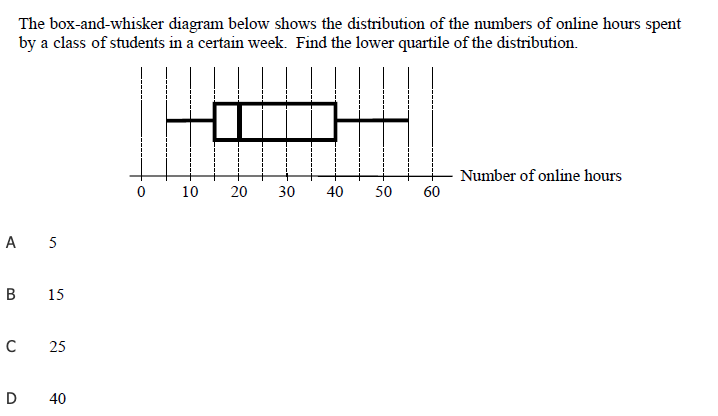 The box-and-whisker diagram below shows the distribution of the numbers of online hours spent
by a class of students in a certain week.  Find the lower quartile of the distribution.
Number of online hours
0 10 20 30 40 50 60
A 5
B 15
C 25
D 40